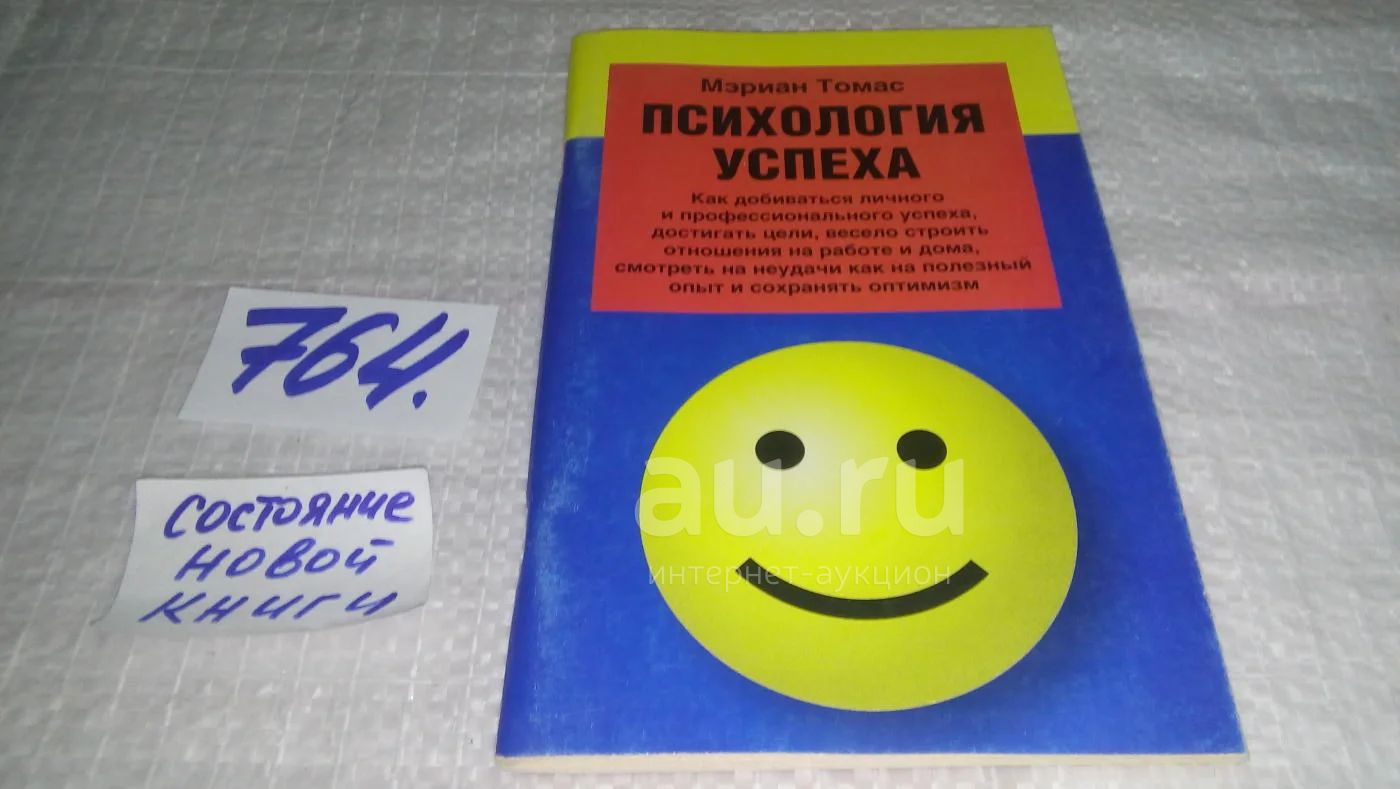 Мэриан Томас
ПСИХОЛОГИЯ
УСПЕХА
Как добиваться личного
и профессионального успеха,
достигать цели, весело строить
отношения на работе и дома,
смотреть на неудачи как на полезный
опыт и сохранять оптимизм
764.
СОСТОЯНИЕ
НОВОЙ
КНИГИ
au.ru
интернет-аукцион